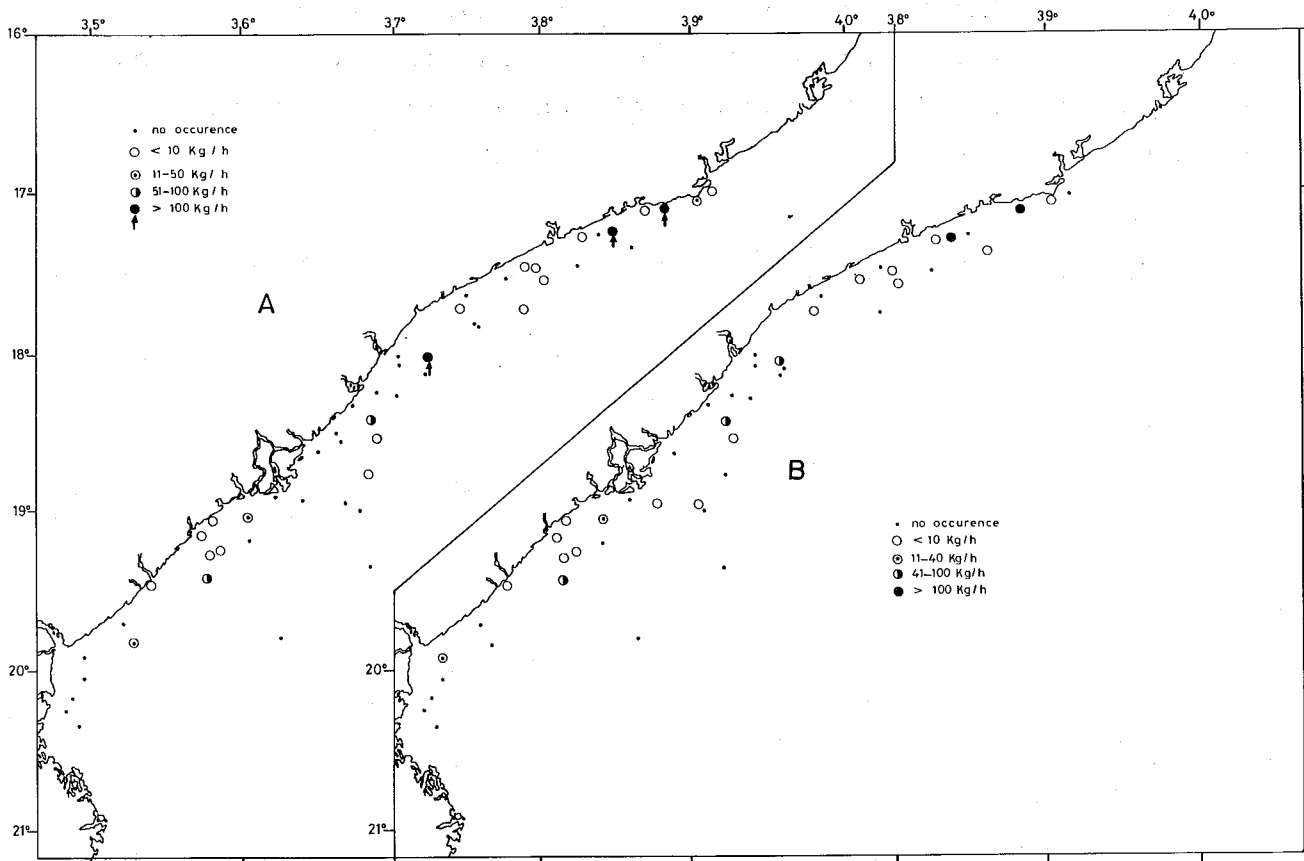 3,5° 3,6° 3,7° 3,8° 3,9° 4,0° 3,8° 3,9° 4,0°
16°
no occurence
< 10 Kg / h
11-50 Kg / h
51-100 Kg / h
> 100 Kg / h
17°
A
18°
B
19°
no occurence
< 10 Kg/h
11-40 Kg/h
41-100 Kg/h
> 100 Kg/h
20° 20°
21° 21°